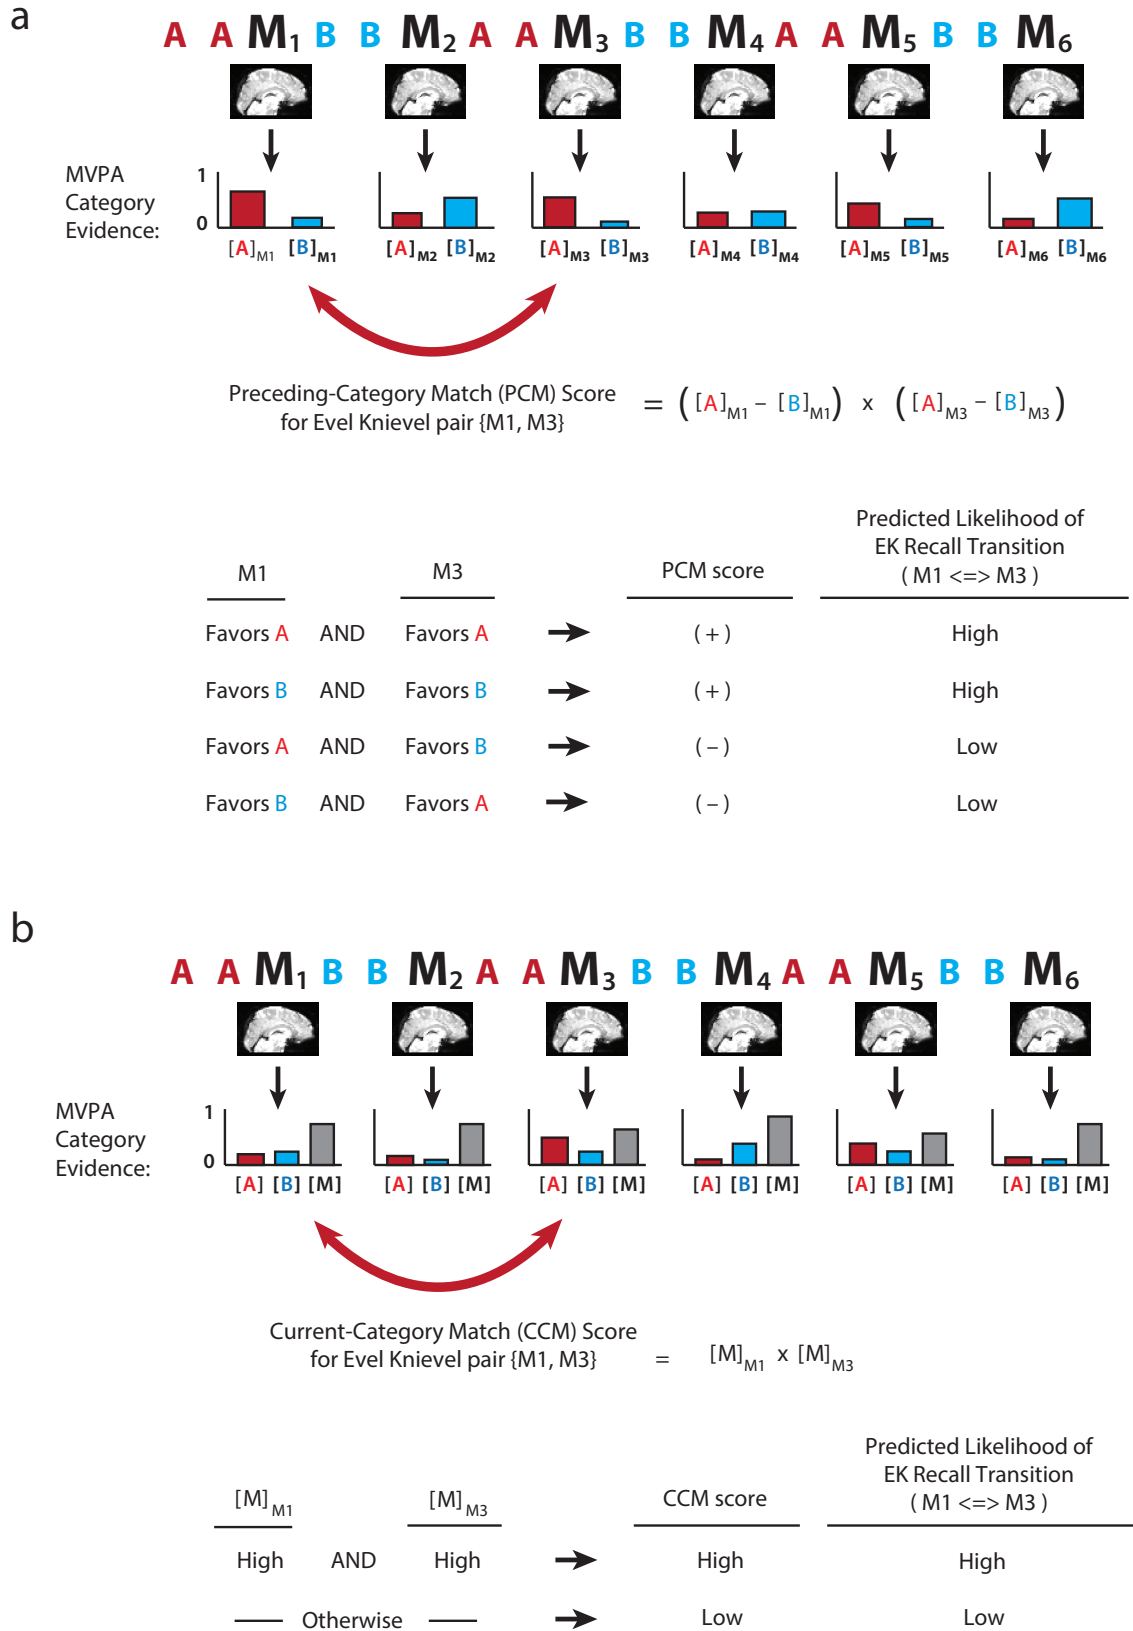 a
A A M1 B B M2 A A M3 B B M4 A A M5 B B M6
MVPA
Category
Evidence:
1
0
[A]M1 [B]M1 [A]M2 [B]M2 [A]M3 [B]M3 [A]M4 [B]M4 [A]M5 [B]M5 [A]M6 [B]M6
Preceding-Category Match (PCM) Score
for Evel Knievel pair {M1, M3}
= ([A]M1 – [B]M1) x ([A]M3 – [B]M3)
Predicted Likelihood of
EK Recall Transition
M1 M3 PCM score ( M1 <=> M3 )
Favors A AND Favors A (+) High
Favors B AND Favors B (+) High
Favors A AND Favors B (–) Low
Favors B AND Favors A (–) Low
b
A A M1 B B M2 A A M3 B B M4 A A M5 B B M6
MVPA
Category
Evidence:
1
0
[A] [B] [M] [A] [B] [M] [A] [B] [M] [A] [B] [M] [A] [B] [M] [A] [B] [M]
Current-Category Match (CCM) Score
for Evel Knievel pair {M1, M3} = [M]M1 x [M]M3
Predicted Likelihood of
EK Recall Transition
[M]M1 [M]M3 CCM score ( M1 <=> M3 )
High AND High High High
Otherwise Low Low